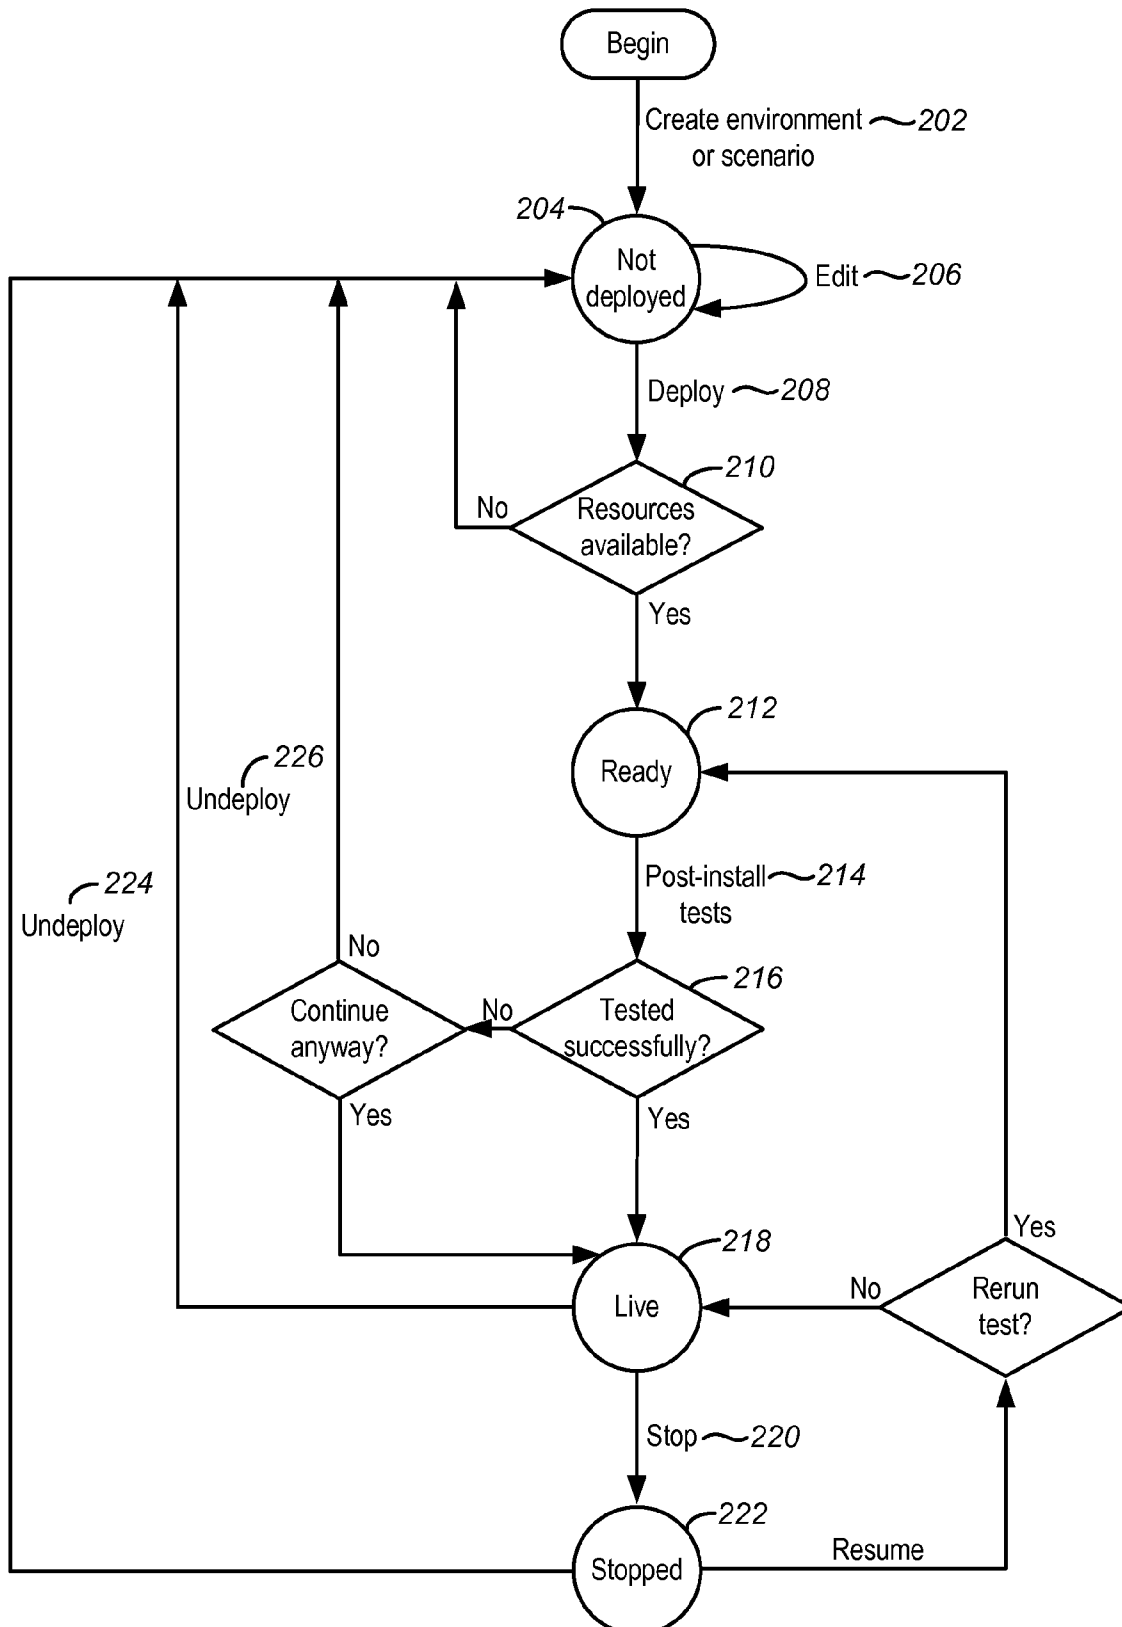 Begin
Create environment 202
or scenario
204
Not
deployed
Edit 206
Deploy 208
210
No
Resources
available?
Yes
212
Ready
226
Undeploy
Post-install 214
tests
224
Undeploy
No
216
Continue
anyway?
No
Tested
successfully?
Yes
Yes
218
Yes
Live
No
Rerun
test?
Stop 220
222
Stopped
Resume